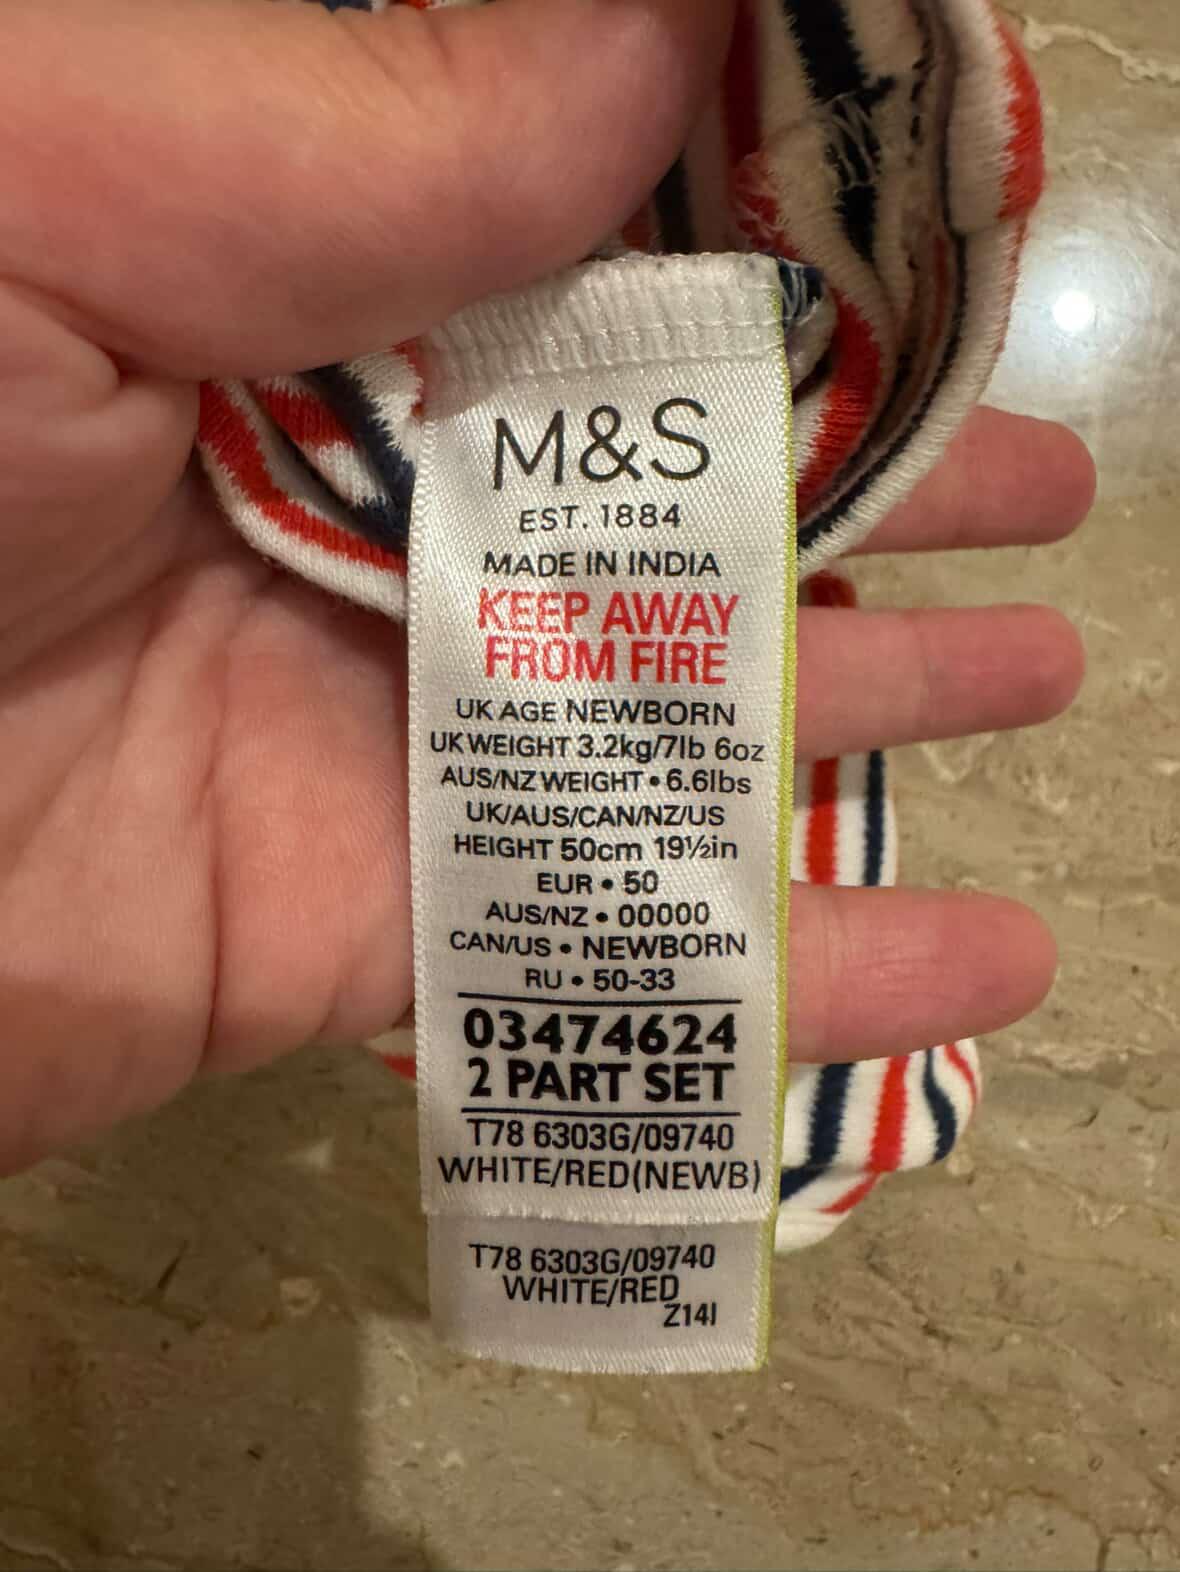 M&S
EST. 1884
MADE IN INDIA
KEEP AWAY
FROM FIRE
UK AGE NEWBORN
UK WEIGHT 3.2kg/7lb 6oz
AUS/NZ WEIGHT • 6.6lbs
UK/AUS/CAN/NZ/US
HEIGHT 50cm 19½in
EUR • 50
AUS/NZ • 00000
CAN/US • NEWBORN
RU • 50-33
03474624
2 PART SET
T78 6303G/09740
WHITE/RED(NEWB)
T78 6303G/09740
WHITE/RED
Z14I